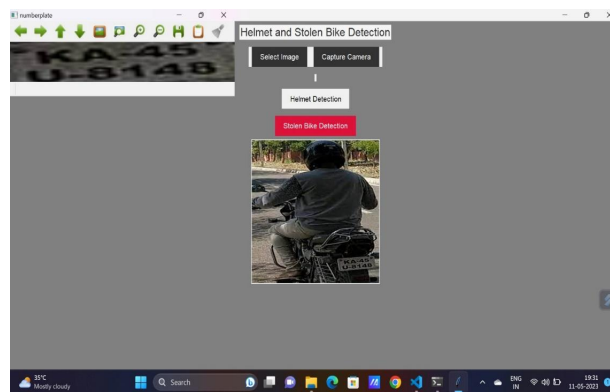 numberplate
KA-45
U-8148
Helmet and Stolen Bike Detection
Select Image
Capture Camera
Helmet Detection
Stolen Bike Detection
KA-45
U-8148
35°C
Mostly cloudy
Search
ENG
IN
19:31
11-05-2023